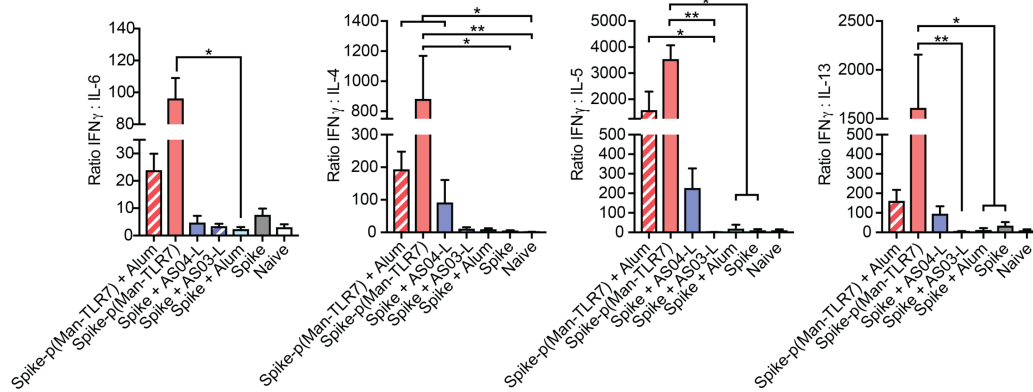 Ratio IFNγ : IL-6
140
120
100
80
30
20
10
0
*
Spike-p(Man-TLR7) + Alum
Spike-p(Man-TLR7)
Spike + AS04-L
Spike + AS03-L
Spike + Alum
Spike
Naive
Ratio IFNγ : IL-4
1400
1200
1000
800
600
300
200
100
0
*
**
*
Spike-p(Man-TLR7) + Alum
Spike-p(Man-TLR7)
Spike + AS04-L
Spike + AS03-L
Spike + Alum
Spike
Naive
Ratio IFNγ : IL-5
5000
4000
3000
2000
500
400
300
200
100
0
*
**
*
Spike-p(Man-TLR7) + Alum
Spike-p(Man-TLR7)
Spike + AS04-L
Spike + AS03-L
Spike + Alum
Spike
Naive
Ratio IFNγ : IL-13
2500
2000
1500
500
400
300
200
100
0
*
**
Spike-p(Man-TLR7) + Alum
Spike-p(Man-TLR7)
Spike + AS04-L
Spike + AS03-L
Spike + Alum
Spike
Naive